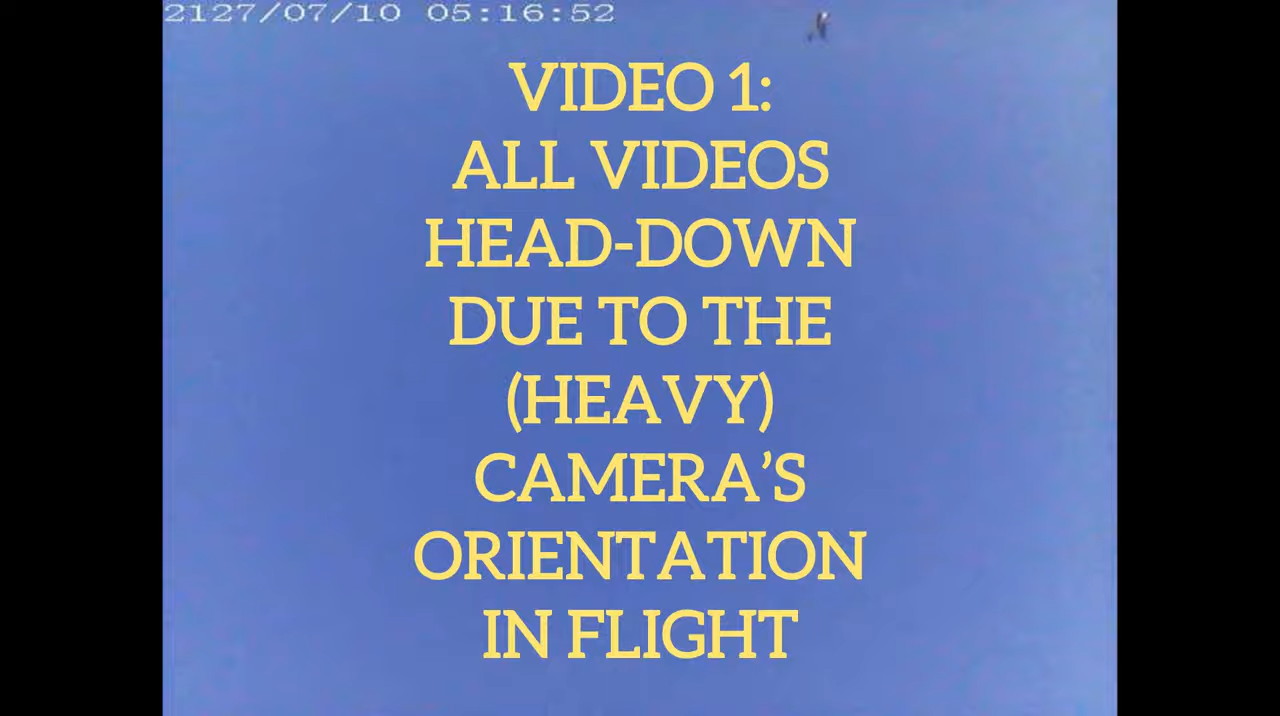 2127/07/10 05:16:52
VIDEO 1:
ALL VIDEOS
HEAD-DOWN
DUE TO THE
(HEAVY)
CAMERA’S
ORIENTATION
IN FLIGHT